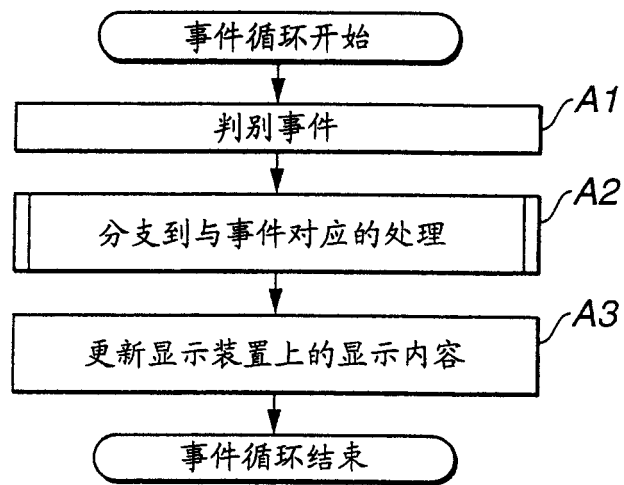 事件循环开始
判别事件
A1
分支到与事件对应的处理
A2
更新显示装置上的显示内容
A3
事件循环结束